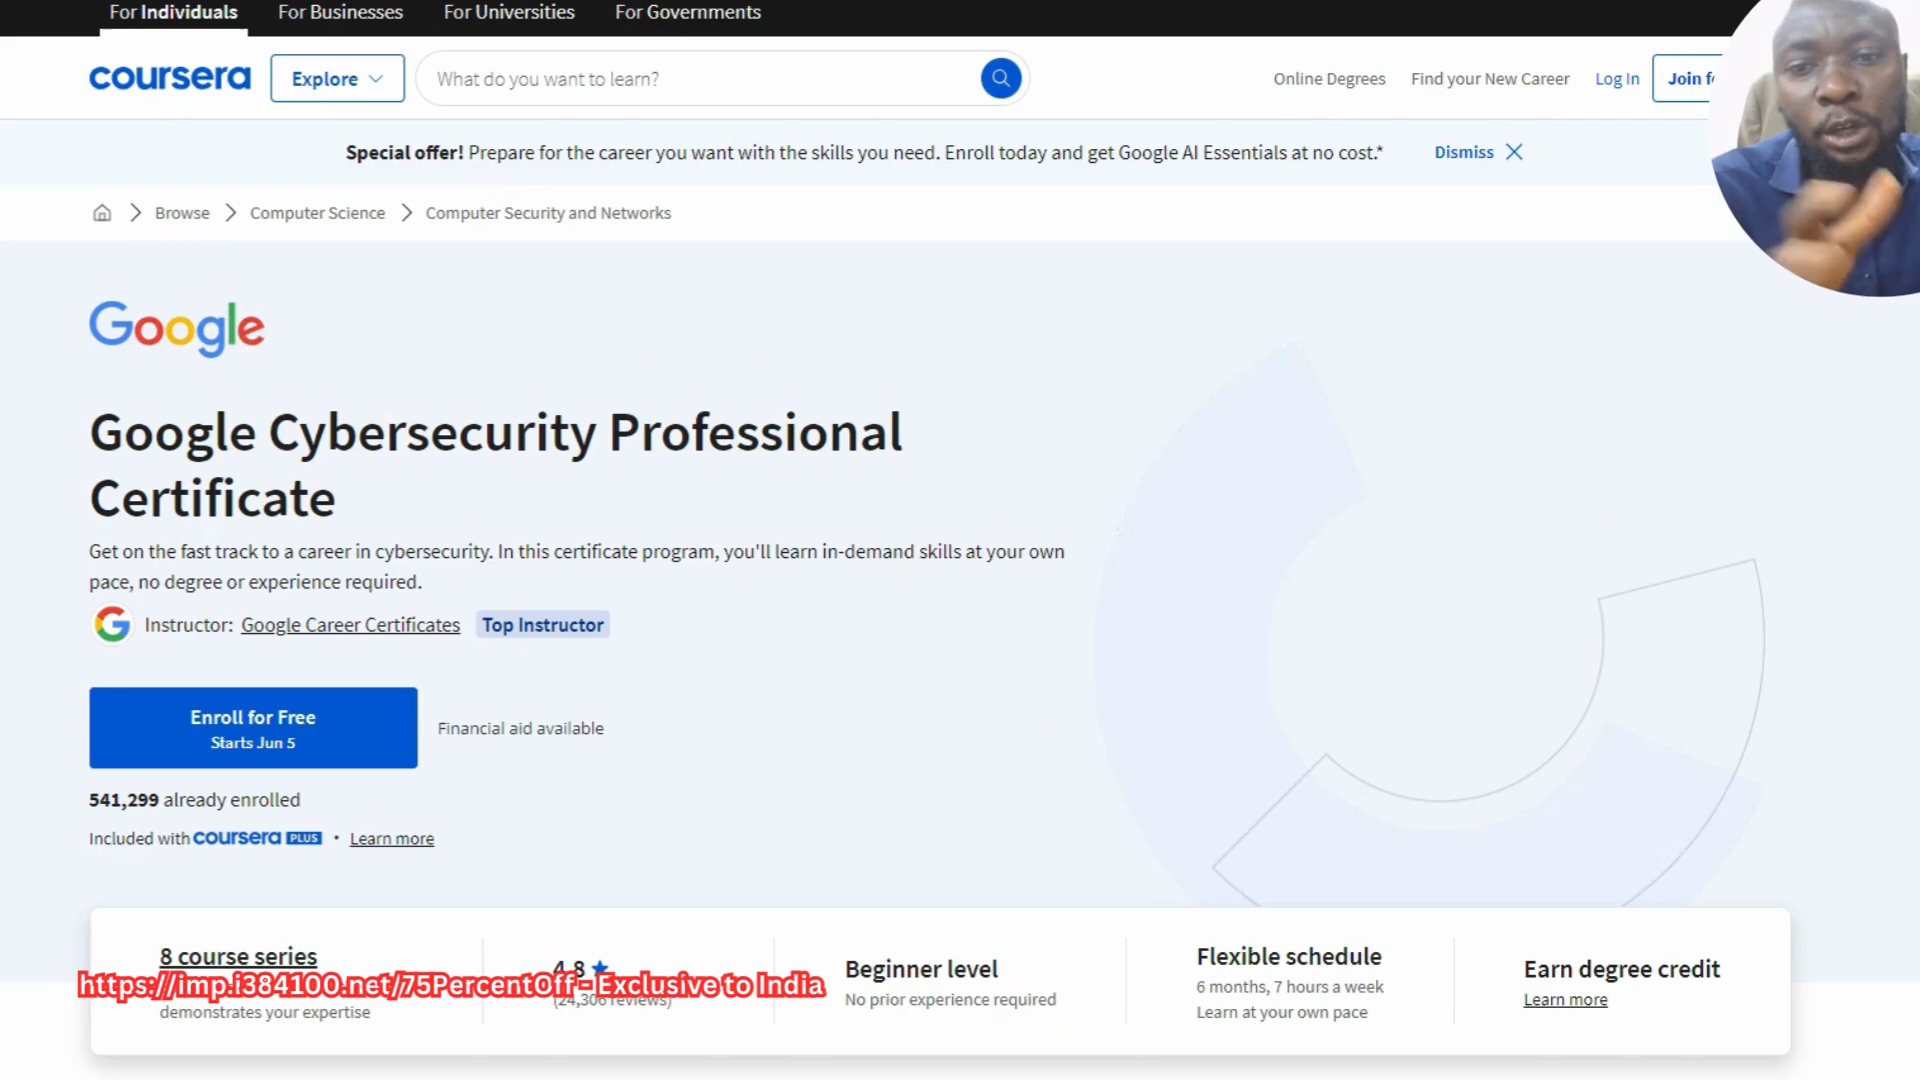 For Individuals For Businesses For Universities For Governments
coursera Explore What do you want to learn? Online Degrees Find your New Career Log In Join
Special offer! Prepare for the career you want with the skills you need. Enroll today and get Google AI Essentials at no cost.* Dismiss
Browse Computer Science Computer Security and Networks
Google
Google Cybersecurity Professional
Certificate
Get on the fast track to a career in cybersecurity. In this certificate program, you'll learn in-demand skills at your own
pace, no degree or experience required.
G Instructor: Google Career Certificates Top Instructor
Enroll for Free
Starts Jun 5
Financial aid available
541,299 already enrolled
Included with coursera PLUS • Learn more
8 course series
demonstrates your expertise
4.8
(24,306 reviews)
https://imp.i384100.net/75PercentOff - Exclusive to India
Beginner level
No prior experience required
Flexible schedule
6 months, 7 hours a week
Learn at your own pace
Earn degree credit
Learn more